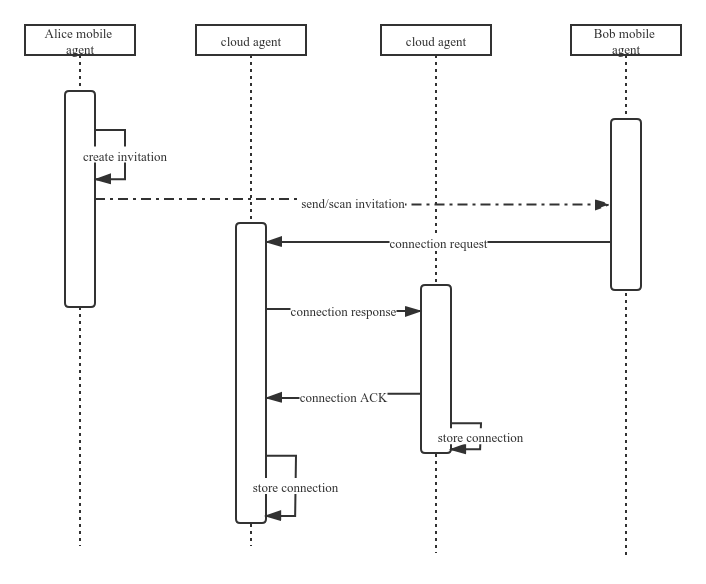 Alice mobile
agent
cloud agent
cloud agent
Bob mobile
agent
create invitation
send/scan invitation
connection request
connection response
connection ACK
store connection
store connection